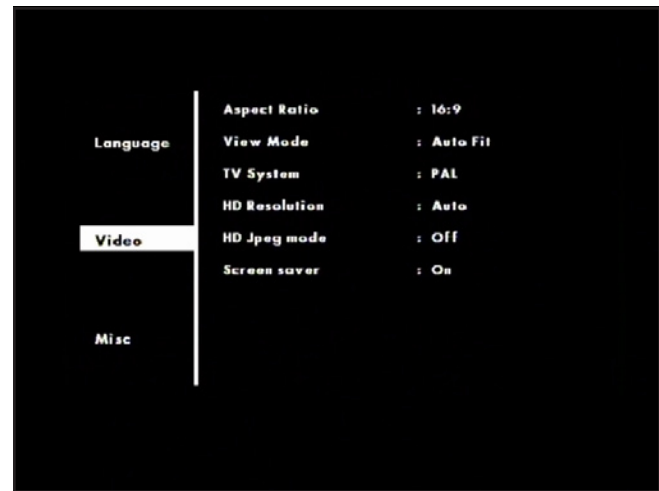 Aspect Ratio : 16:9
Language
View Mode : Auto Fit
TV System : PAL
HD Resolution : Auto
Video
HD Jpeg mode : Off
Screen saver : On
Misc